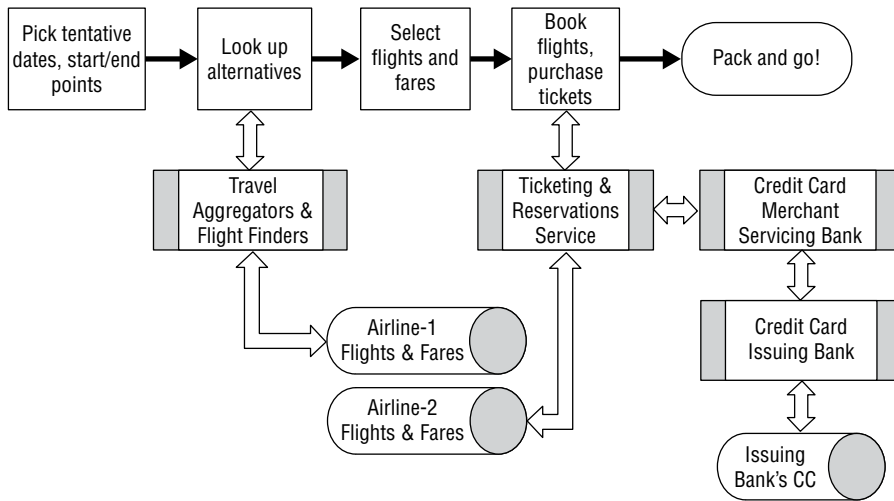 Pick tentative
dates, start/end
points
Look up
alternatives
Select
flights and
fares
Book
flights,
purchase
tickets
Pack and go!
Travel
Aggregators &
Flight Finders
Ticketing &
Reservations
Service
Credit Card
Merchant
Servicing Bank
Airline-1
Flights & Fares
Credit Card
Issuing Bank
Airline-2
Flights & Fares
Issuing
Bank's CC